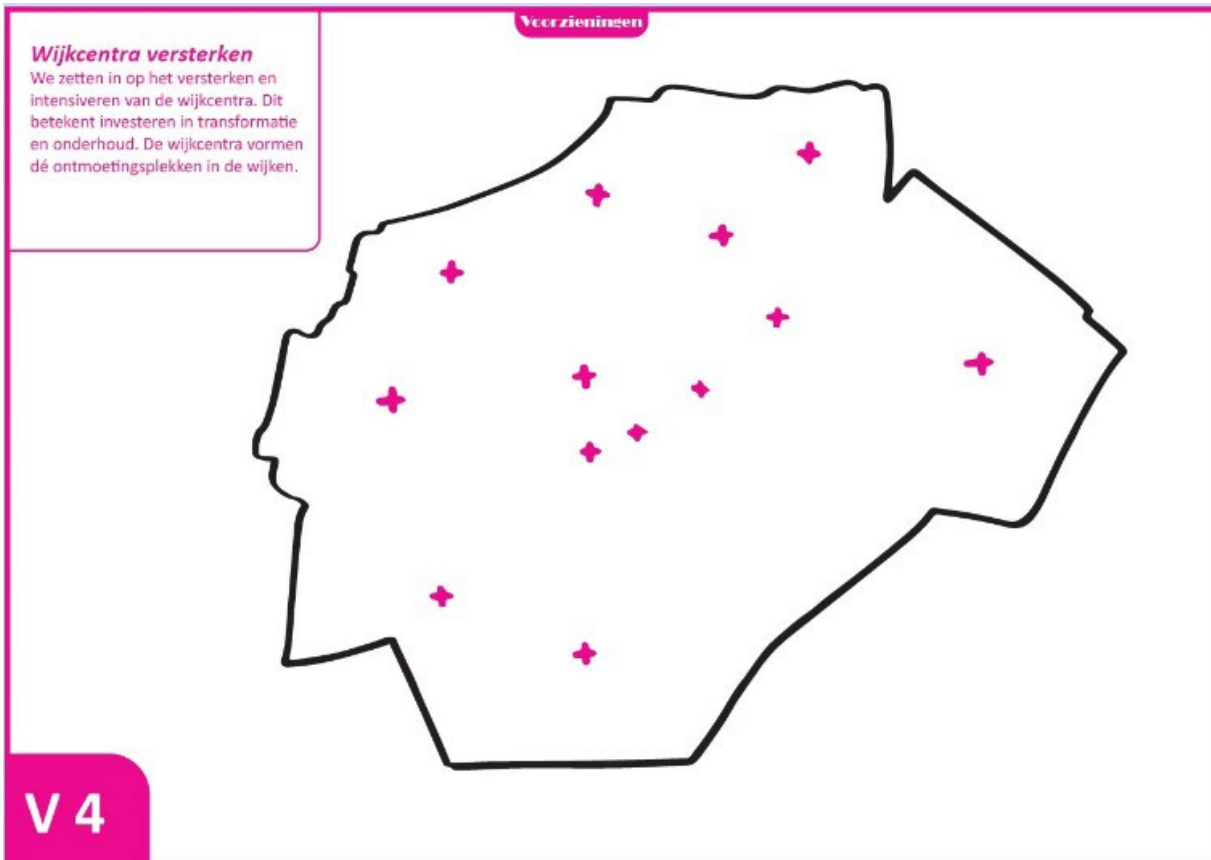 Voorzieningen
Wijkcentra versterken
We zetten in op het versterken en
intensiveren van de wijkcentra. Dit
betekent investeren in transformatie
en onderhoud. De wijkcentra vormen
dé ontmoetingsplekken in de wijken.
V 4